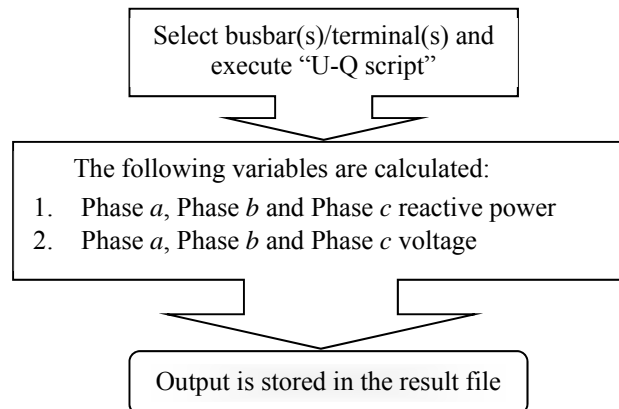 Select busbar(s)/terminal(s) and
execute “U-Q script”
The following variables are calculated:
1. Phase a, Phase b and Phase c reactive power
2. Phase a, Phase b and Phase c voltage
Output is stored in the result file